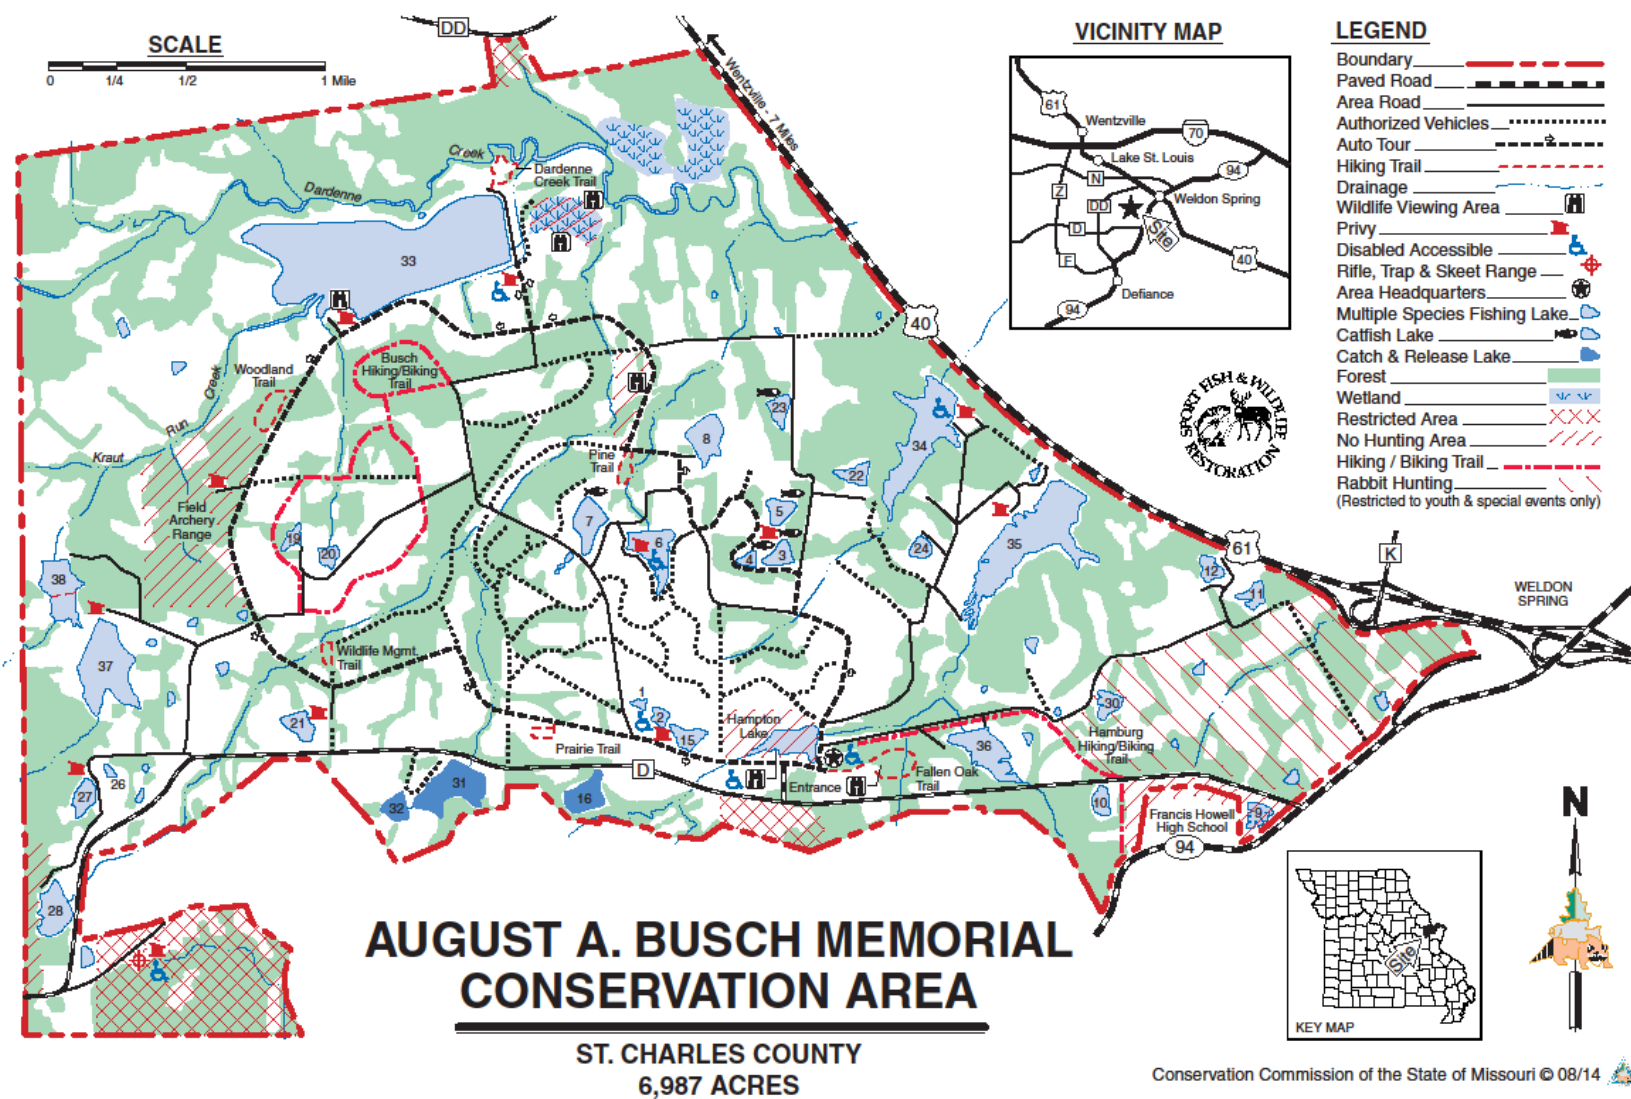 DD
SCALE
0 1/4 1/2 1 Mile
Wentzville - 7 Miles
VICINITY MAP
61
Wentzville
70
Lake St. Louis
94
N
Z
DD
Weldon Spring
D
Site
F
40
Defiance
94
LEGEND
Boundary
Paved Road
Area Road
Authorized Vehicles
Auto Tour
Hiking Trail
Drainage
Wildlife Viewing Area
Privy
Disabled Accessible
Rifle, Trap & Skeet Range
Area Headquarters
Multiple Species Fishing Lake
Catfish Lake
Catch & Release Lake
Forest
Wetland
Restricted Area
No Hunting Area
Hiking / Biking Trail
Rabbit Hunting
(Restricted to youth & special events only)
SPORT FISH & WILDLIFE
RESTORATION
Creek
Dardenne
Dardenne
Creek Trail
33
40
Busch
Hiking/Biking
Trail
Woodland
Trail
Creek
Run
Kraut
23
8
34
Pine
Trail
22
Field
Archery
Range
5
7
6
19
20
4
3
24
35
61
K
12
11
WELDON
SPRING
38
37
Wildlife Mgmt.
Trail
1
2
15
21
Hampton
Lake
30
Hamburg
Hiking/Biking
Trail
36
Prairie Trail
D
Entrance
Fallen Oak
Trail
26
27
31
32
16
10
9
Francis Howell
High School
94
28
N
AUGUST A. BUSCH MEMORIAL
CONSERVATION AREA
ST. CHARLES COUNTY
6,987 ACRES
Site
KEY MAP
Conservation Commission of the State of Missouri © 08/14